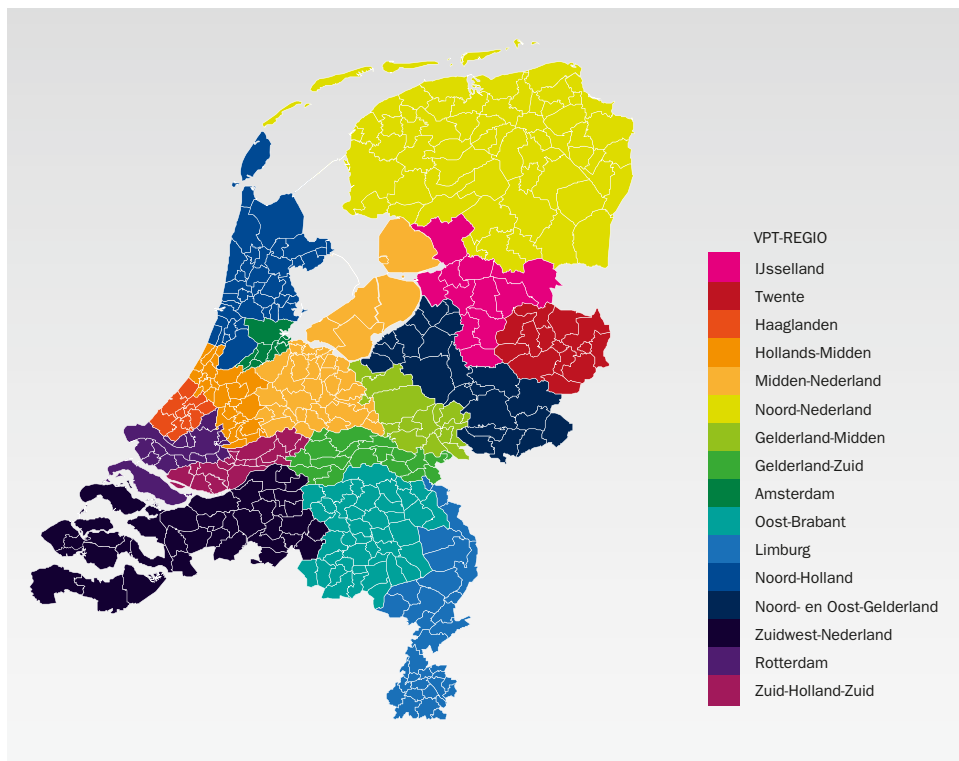 VPT-REGIO
IJsselland
Twente
Haaglanden
Hollands-Midden
Midden-Nederland
Noord-Nederland
Gelderland-Midden
Gelderland-Zuid
Amsterdam
Oost-Brabant
Limburg
Noord-Holland
Noord- en Oost-Gelderland
Zuidwest-Nederland
Rotterdam
Zuid-Holland-Zuid